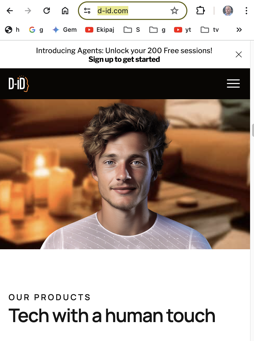 d-id.com
h
g
Gem
Ekipaj
S
g
yt
tv
Introducing Agents: Unlock your 200 Free sessions!
Sign up to get started
D-iD
OUR PRODUCTS
Tech with a human touch